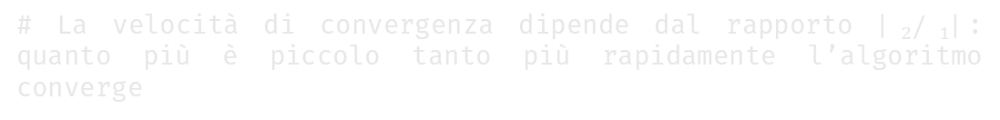 # La velocità di convergenza dipende dal rapporto | ₂/ ₁|:
quanto più è piccolo tanto più rapidamente l’algoritmo
converge